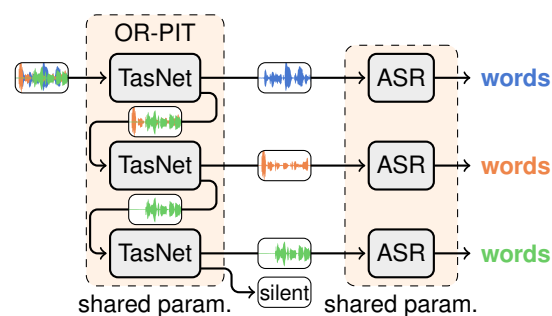 OR-PIT
TasNet
ASR
words
TasNet
ASR
words
TasNet
ASR
words
silent
shared param.
shared param.